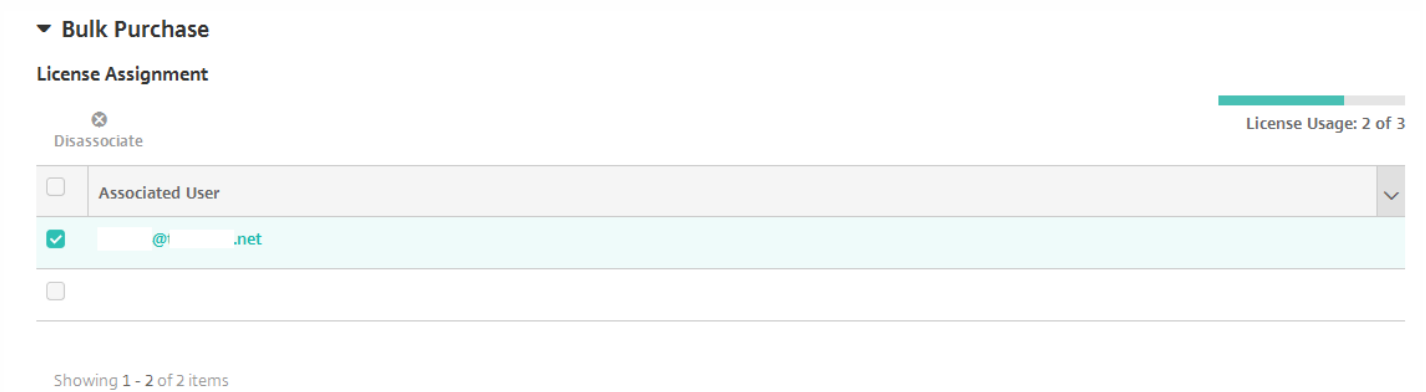 Bulk Purchase
License Assignment
Disassociate
License Usage: 2 of 3
Associated User
@t .net
Showing 1 - 2 of 2 items